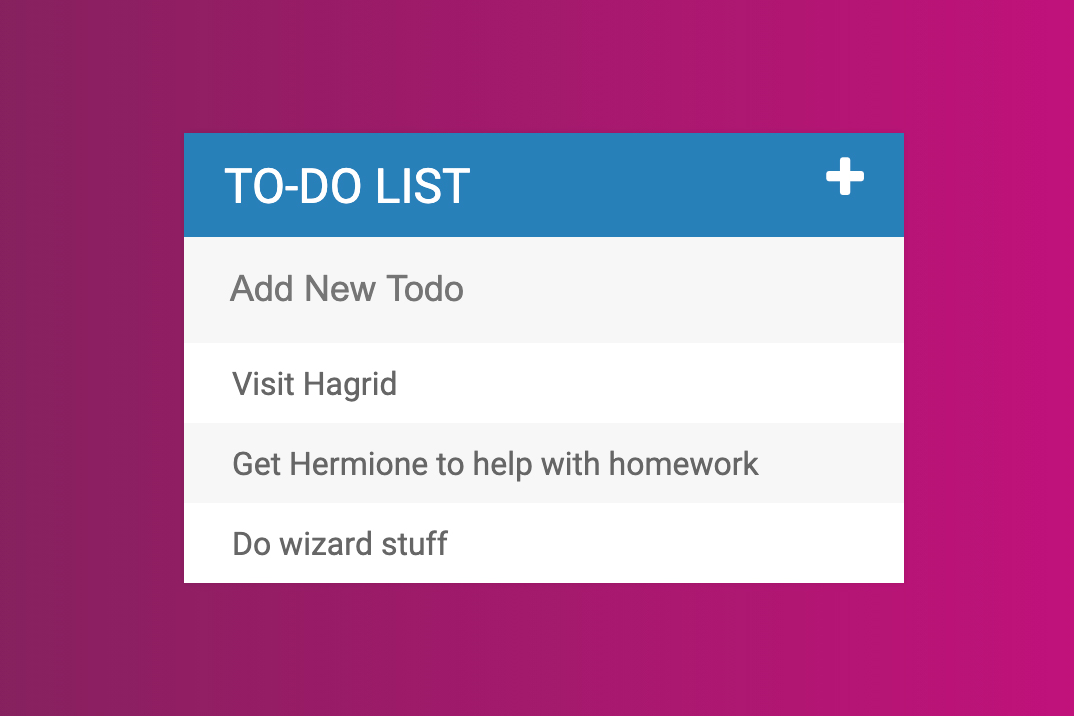 TO-DO LIST
Add New Todo
Visit Hagrid
Get Hermione to help with homework
Do wizard stuff